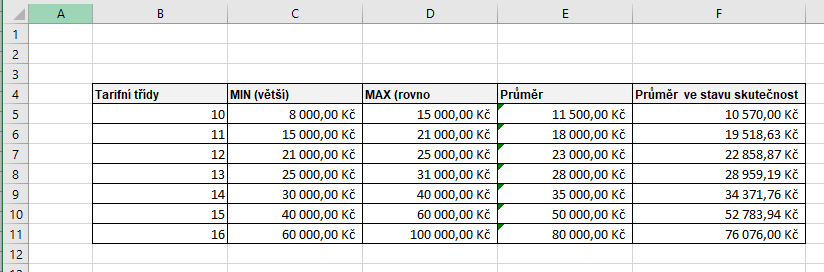 A B C D E F
1
2
3
4 Tarifní třídy MIN (větší) MAX (rovno Průměr Průměr ve stavu skutečnost
5 10 8 000,00 Kč 15 000,00 Kč 11 500,00 Kč 10 570,00 Kč
6 11 15 000,00 Kč 21 000,00 Kč 18 000,00 Kč 19 518,63 Kč
7 12 21 000,00 Kč 25 000,00 Kč 23 000,00 Kč 22 858,87 Kč
8 13 25 000,00 Kč 31 000,00 Kč 28 000,00 Kč 28 959,19 Kč
9 14 30 000,00 Kč 40 000,00 Kč 35 000,00 Kč 34 371,76 Kč
10 15 40 000,00 Kč 60 000,00 Kč 50 000,00 Kč 52 783,94 Kč
11 16 60 000,00 Kč 100 000,00 Kč 80 000,00 Kč 76 076,00 Kč
12